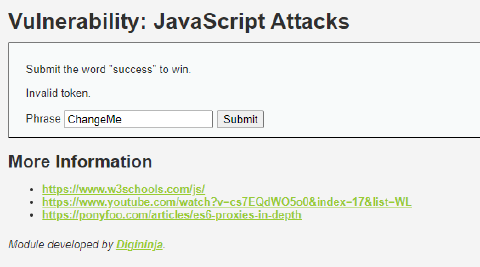 Vulnerability: JavaScript Attacks
Submit the word "success" to win.
Invalid token.
Phrase ChangeMe Submit
More Information
• https://www.w3schools.com/js/
• https://www.youtube.com/watch?v=cs7EQdWO5o0&index=17&list=WL
• https://ponyfoo.com/articles/es6-proxies-in-depth
Module developed by Digininja.